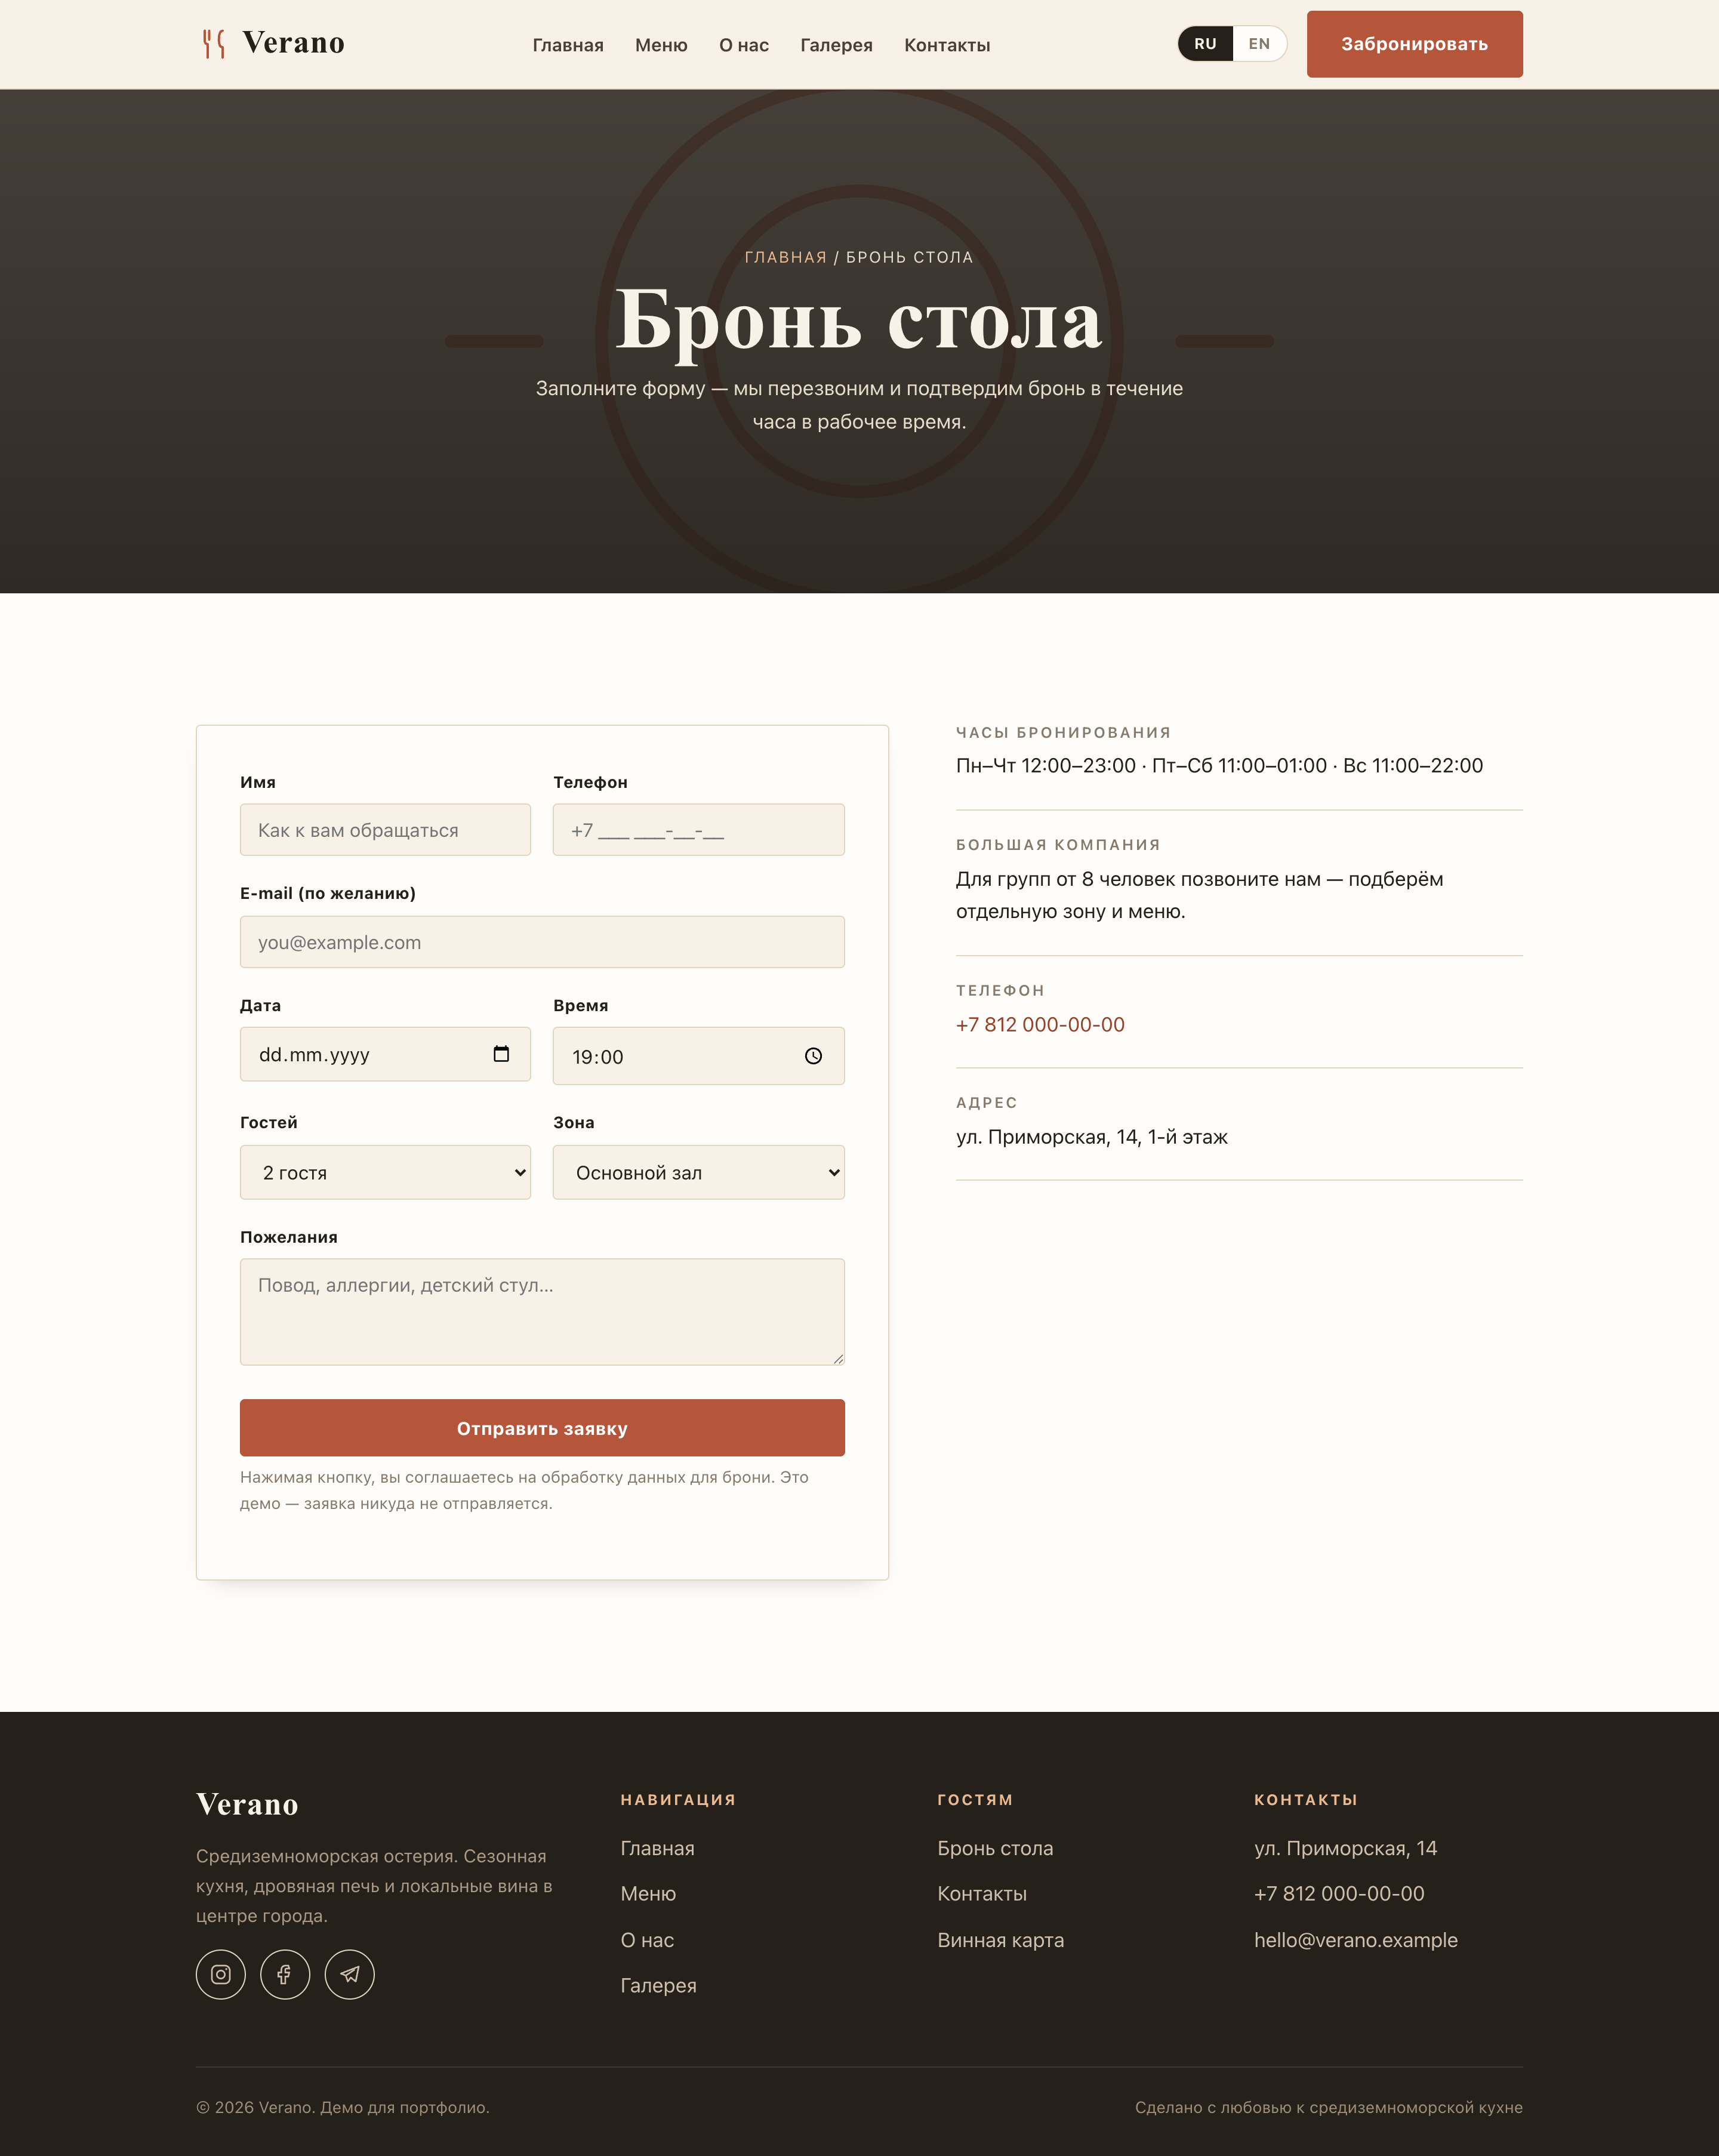 Verano
Главная
Меню
О нас
Галерея
Контакты
RU
EN
Забронировать
ГЛАВНАЯ / БРОНЬ СТОЛА
Бронь стола
Заполните форму — мы перезвоним и подтвердим бронь в течение
часа в рабочее время.
Имя
Как к вам обращаться
Телефон
+7 ___ ___-__-__
E-mail (по желанию)
you@example.com
Дата
dd.mm.yyyy
Время
19:00
Гостей
2 гостя
Зона
Основной зал
Пожелания
Повод, аллергии, детский стул...
Отправить заявку
Нажимая кнопку, вы соглашаетесь на обработку данных для брони. Это
демо — заявка никуда не отправляется.
ЧАСЫ БРОНИРОВАНИЯ
Пн–Чт 12:00–23:00 · Пт–Сб 11:00–01:00 · Вс 11:00–22:00
БОЛЬШАЯ КОМПАНИЯ
Для групп от 8 человек позвоните нам — подберём
отдельную зону и меню.
ТЕЛЕФОН
+7 812 000-00-00
АДРЕС
ул. Приморская, 14, 1-й этаж
Verano
Средиземноморская остерия. Сезонная
кухня, дровяная печь и локальные вина в
центре города.
НАВИГАЦИЯ
Главная
Меню
О нас
Галерея
ГОСТЯМ
Бронь стола
Контакты
Винная карта
КОНТАКТЫ
ул. Приморская, 14
+7 812 000-00-00
hello@verano.example
© 2026 Verano. Демо для портфолио.
Сделано с любовью к средиземноморской кухне